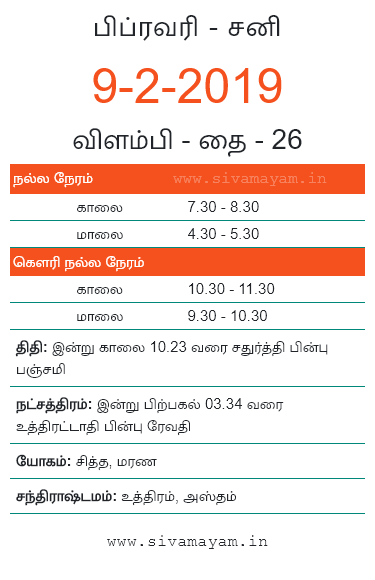 பிப்ரவரி - சனி
9-2-2019
விளம்பி - தை - 26
நல்ல நேரம் www.sivamayam.in
காலை 7.30 - 8.30
மாலை 4.30 - 5.30
கௌரி நல்ல நேரம்
காலை 10.30 - 11.30
மாலை 9.30 - 10.30
திதி: இன்று காலை 10.23 வரை சதுர்த்தி பின்பு
பஞ்சமி
நட்சத்திரம்: இன்று பிற்பகல் 03.34 வரை
உத்திரட்டாதி பின்பு ரேவதி
யோகம்: சித்த, மரண
சந்திராஷ்டமம்: உத்திரம், அஸ்தம்
www.sivamayam.in